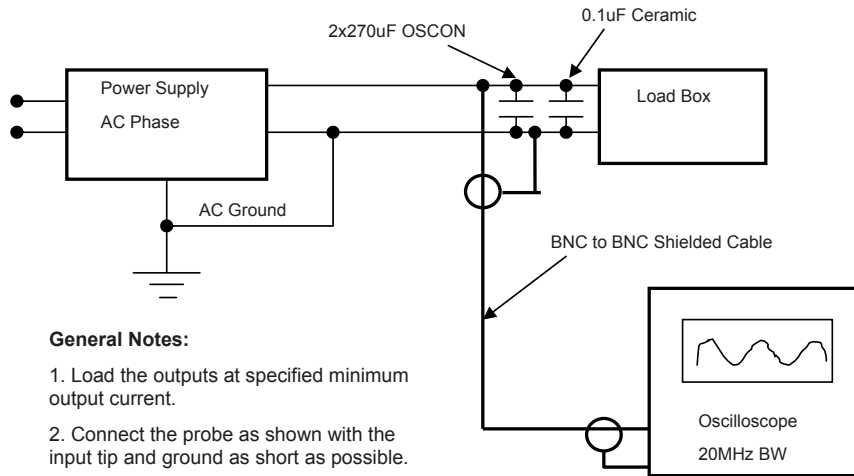 0.1uF Ceramic
2x270uF OSCON
Power Supply
AC Phase
Load Box
AC Ground
BNC to BNC Shielded Cable
General Notes:
1. Load the outputs at specified minimum
output current.
2. Connect the probe as shown with the
input tip and ground as short as possible.
Oscilloscope
20MHz BW